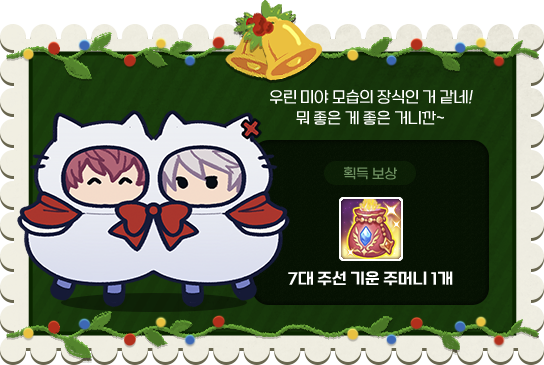 우린 미야 모습의 장식인 거 같네!
뭐 좋은 게 좋은 거니깐~
획득 보상
7대 주선 기운 주머니 1개